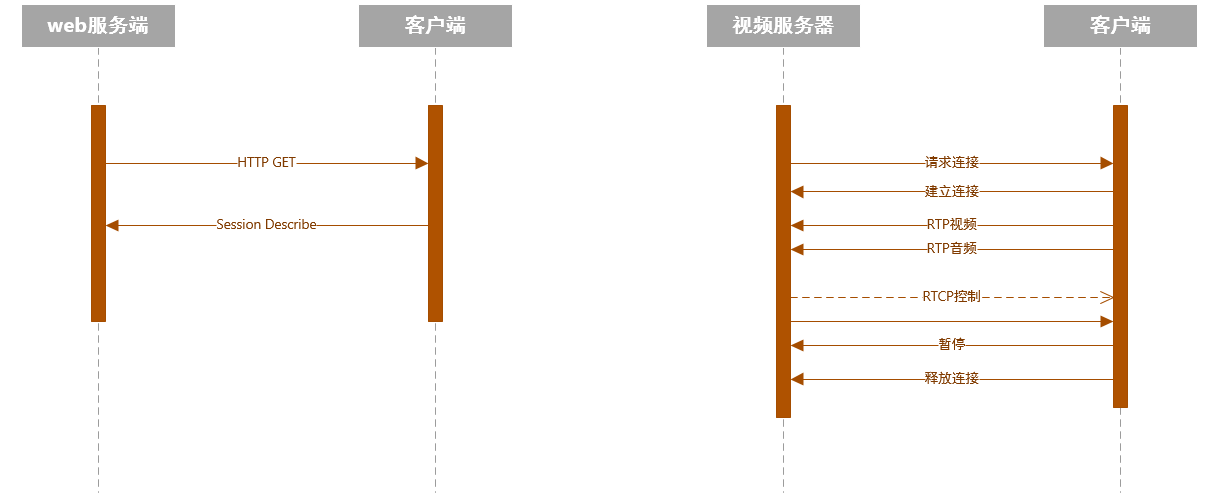 web服务端
客户端
HTTP GET
Session Describe
视频服务器
客户端
请求连接
建立连接
RTP视频
RTP音频
RTCP控制
暂停
释放连接